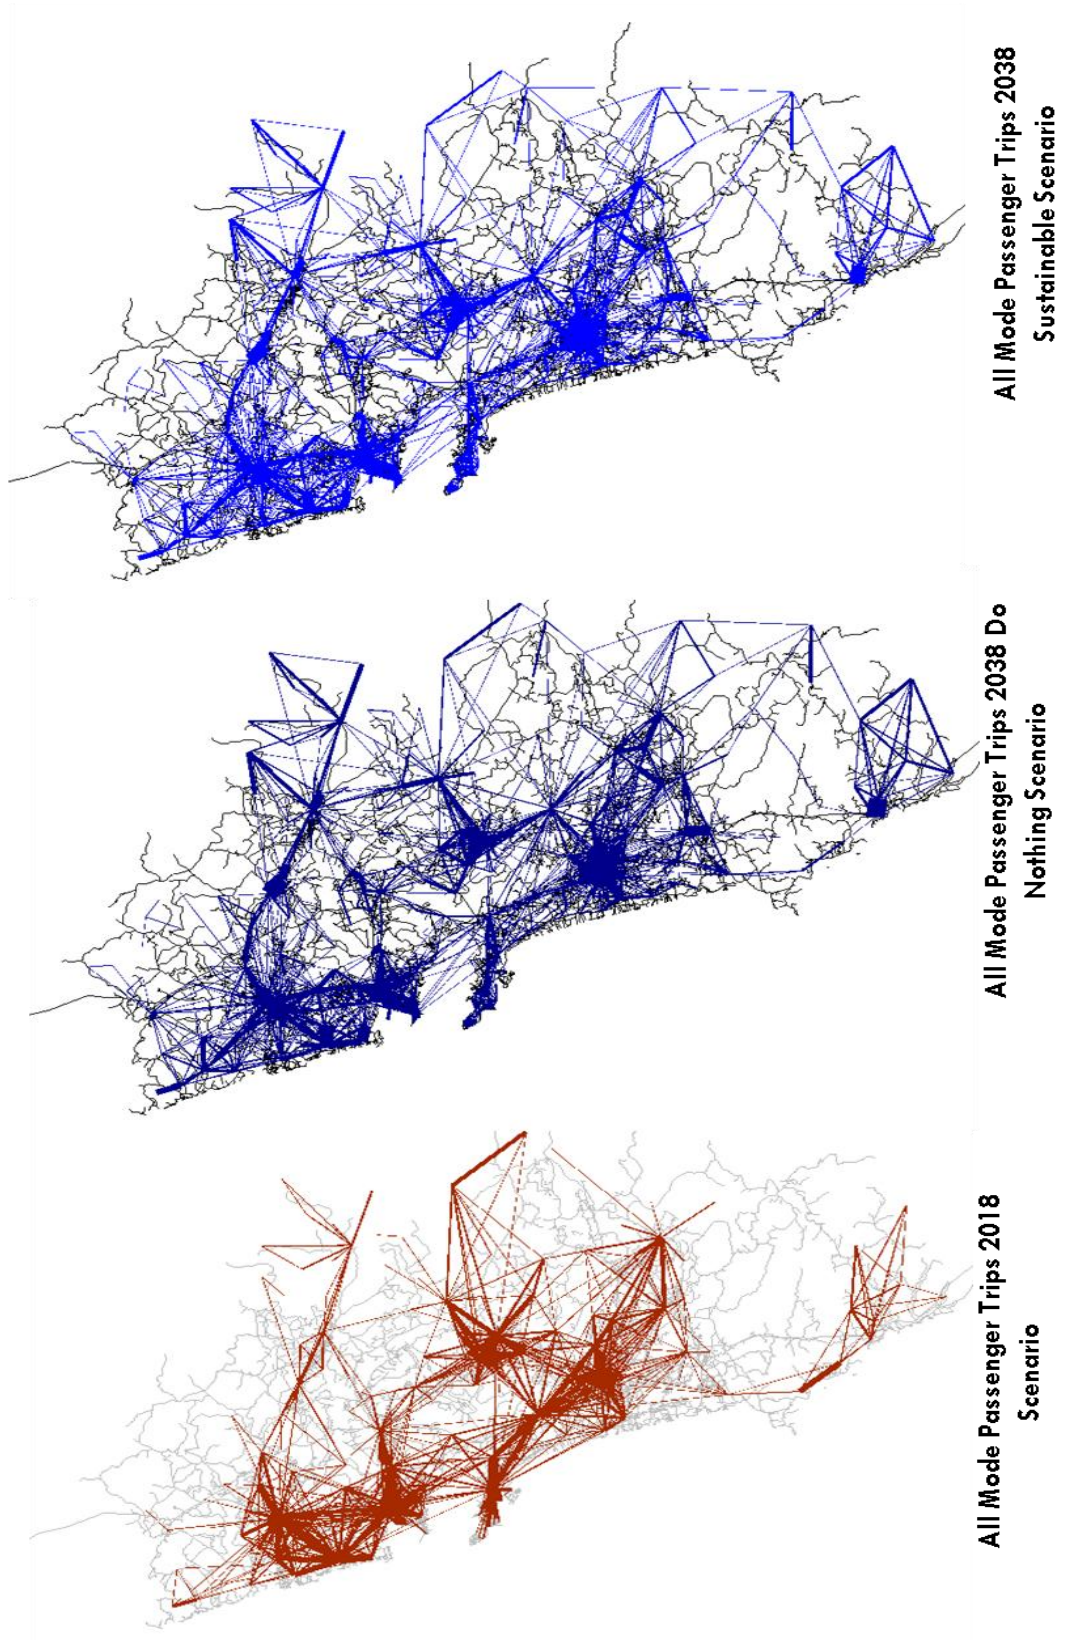 All Mode Passenger Trips 2018
Scenario
All Mode Passenger Trips 2038 Do
Nothing Scenario
All Mode Passenger Trips 2038
Sustainable Scenario